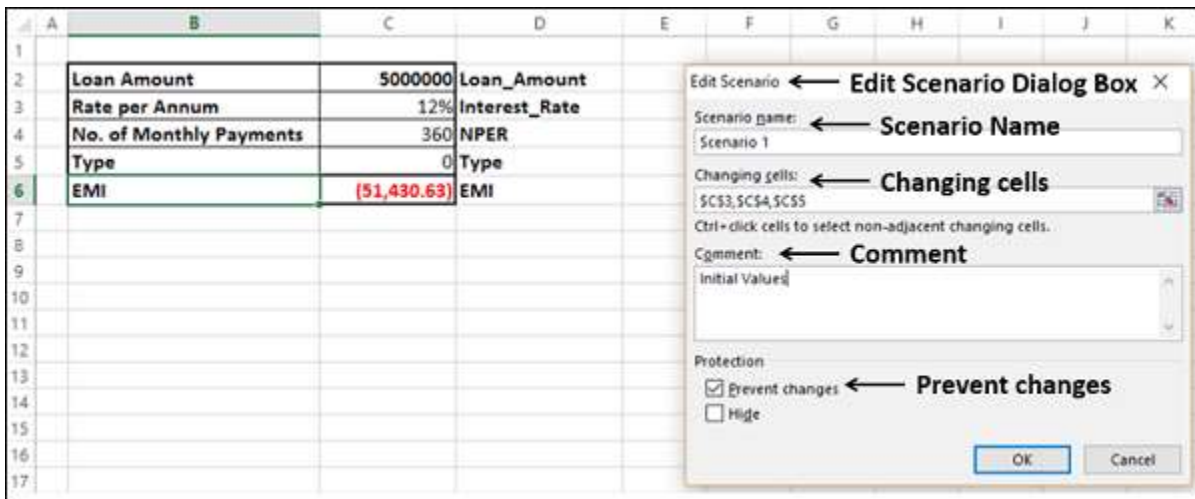 A B C D E F G H I J K
1
2 Loan Amount 5000000 Loan_Amount
3 Rate per Annum 12% Interest_Rate
4 No. of Monthly Payments 360 NPER
5 Type 0 Type
6 EMI (51,430.63) EMI
7
8
9
10
11
12
13
14
15
16
17
Edit Scenario Edit Scenario Dialog Box
Scenario name: Scenario Name
Scenario 1
Changing cells: Changing cells
$C$3,$C$4,$C$5
Ctrl+click cells to select non-adjacent changing cells.
Comment: Comment
Initial Values
Protection
Prevent changes Prevent changes
Hide
OK Cancel